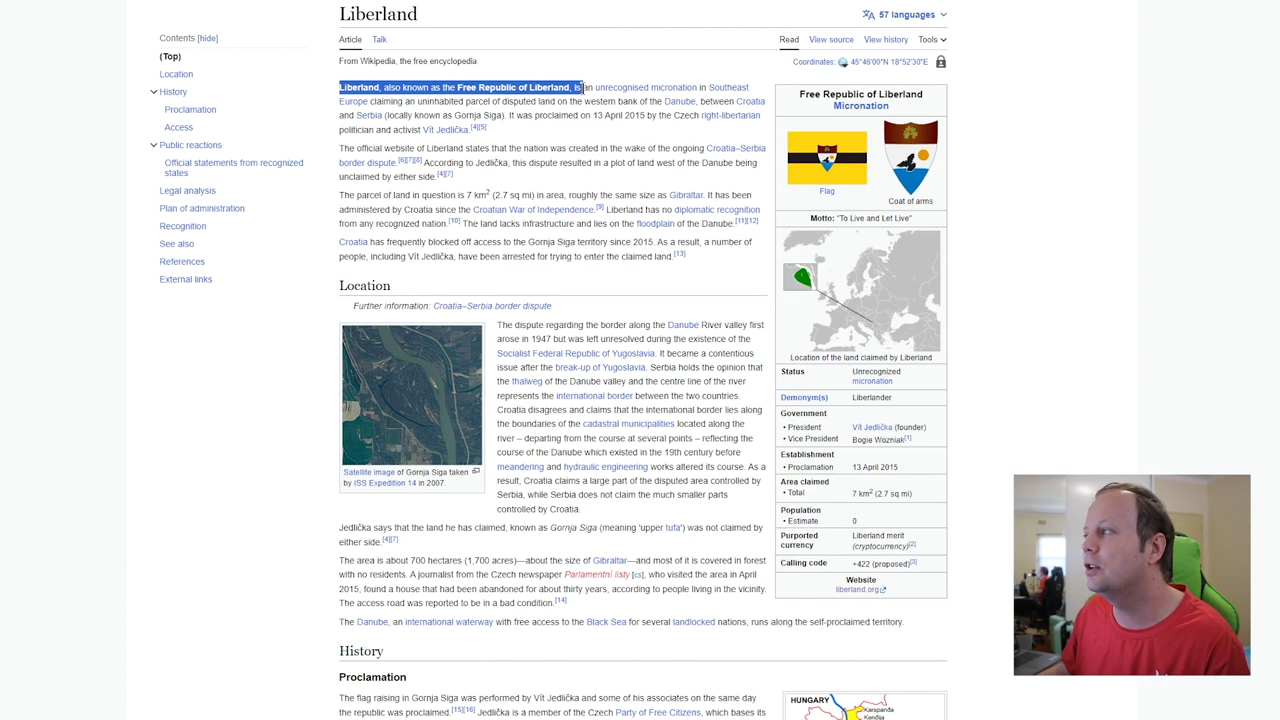 Liberland
57 languages
Contents [hide]
(Top)
Location
History
Proclamation
Access
Public reactions
Official statements from recognized
states
Legal analysis
Plan of administration
Recognition
See also
References
External links
Article Talk
Read View source View history Tools
From Wikipedia, the free encyclopedia
Coordinates: 45°46′00″N 18°52′30″E
Liberland, also known as the Free Republic of Liberland, is an unrecognised micronation in Southeast
Europe claiming an uninhabited parcel of disputed land on the western bank of the Danube, between Croatia
and Serbia (locally known as Gornja Siga). It was proclaimed on 13 April 2015 by the Czech right-libertarian
politician and activist Vít Jedlička.[4][5]
The official website of Liberland states that the nation was created in the wake of the ongoing Croatia–Serbia
border dispute.[6][7][8] According to Jedlička, this dispute resulted in a plot of land west of the Danube being
unclaimed by either side.[4][7]
The parcel of land in question is 7 km2 (2.7 sq mi) in area, roughly the same size as Gibraltar. It has been
administered by Croatia since the Croatian War of Independence.[9] Liberland has no diplomatic recognition
from any recognized nation.[10] The land lacks infrastructure and lies on the floodplain of the Danube.[11][12]
Croatia has frequently blocked off access to the Gornja Siga territory since 2015. As a result, a number of
people, including Vít Jedlička, have been arrested for trying to enter the claimed land.[13]
Location
Further information: Croatia–Serbia border dispute
The dispute regarding the border along the Danube River valley first
arose in 1947 but was left unresolved during the existence of the
Socialist Federal Republic of Yugoslavia. It became a contentious
issue after the break-up of Yugoslavia. Serbia holds the opinion that
the thalweg of the Danube valley and the centre line of the river
represents the international border between the two countries.
Croatia disagrees and claims that the international border lies along
the boundaries of the cadastral municipalities located along the
river – departing from the course at several points – reflecting the
course of the Danube which existed in the 19th century before
meandering and hydraulic engineering works altered its course. As a
result, Croatia claims a large part of the disputed area controlled by
Serbia, while Serbia does not claim the much smaller parts
controlled by Croatia.
Satellite image of Gornja Siga taken
by ISS Expedition 14 in 2007.
Jedlička says that the land he has claimed, known as Gornja Siga (meaning 'upper tufa') was not claimed by
either side.[4][7]
The area is about 700 hectares (1,700 acres)—about the size of Gibraltar—and most of it is covered in forest
with no residents. A journalist from the Czech newspaper Parlamentní listy [cs], who visited the area in April
2015, found a house that had been abandoned for about thirty years, according to people living in the vicinity.
The access road was reported to be in a bad condition.[14]
The Danube, an international waterway with free access to the Black Sea for several landlocked nations, runs along the self-proclaimed territory.
History
Proclamation
The flag raising in Gornja Siga was performed by Vít Jedlička and some of his associates on the same day
the republic was proclaimed.[15][16] Jedlička is a member of the Czech Party of Free Citizens, which bases its
Free Republic of Liberland
Micronation
Flag
Coat of arms
Motto: "To Live and Let Live"
Location of the land claimed by Liberland
Status Unrecognized
micronation
Demonym(s) Liberlander
Government
• President Vít Jedlička (founder)
• Vice President Bogie Wozniak[1]
Establishment
• Proclamation 13 April 2015
Area claimed
• Total 7 km2 (2.7 sq mi)
Population
• Estimate 0
Purported Liberland merit
currency (cryptocurrency)[2]
Calling code +422 (proposed)[3]
Website
liberland.org
HUNGARY
Karapanđa
Kenđija